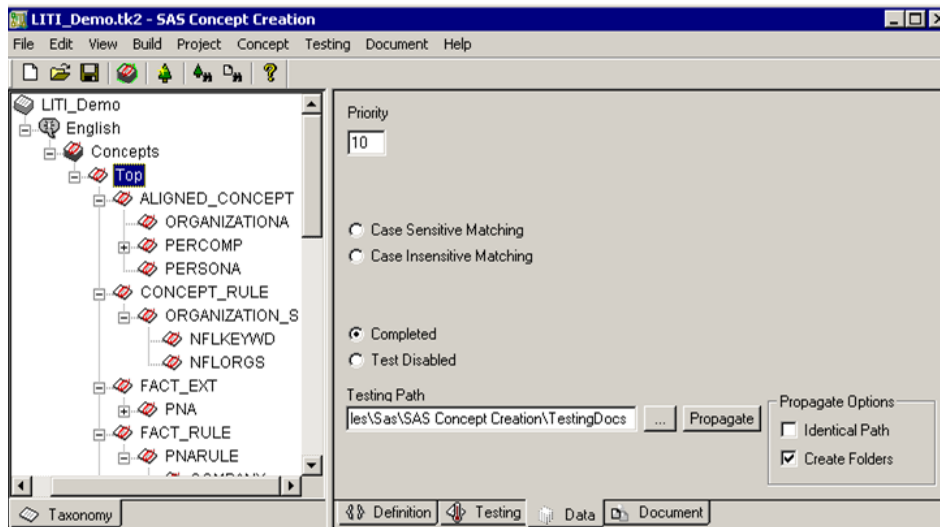 LITI_Demo.tk2 - SAS Concept Creation
File Edit View Build Project Concept Testing Document Help
LITI_Demo
English
Concepts
Top
ALIGNED_CONCEPT
ORGANIZATIONA
PERCOMP
PERSONA
CONCEPT_RULE
ORGANIZATION_S
NFLKEYWD
NFLORGS
FACT_EXT
PNA
FACT_RULE
PNARULE
Taxonomy
Priority
10
Case Sensitive Matching
Case Insensitive Matching
Completed
Test Disabled
Testing Path
les\Sas\SAS Concept Creation\TestingDocs ... Propagate
Propagate Options
Identical Path
Create Folders
Definition Testing Data Document